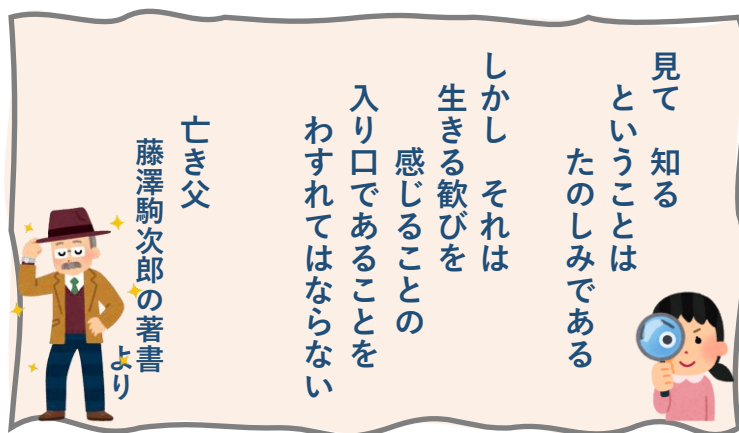 見て 知る
ということは
たのしみである
しかし それは
生きる歓びを
感じることの
入り口であることを
わすれてはならない
亡き父
藤澤駒次郎の著書
より